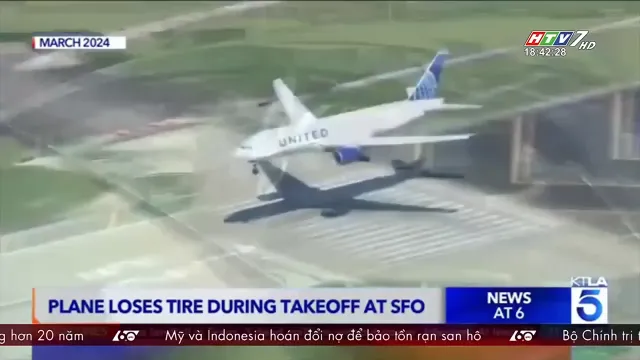 MARCH 2024
HTV7 HD
18:42:28
UNITED
PLANE LOSES TIRE DURING TAKEOFF AT SFO
NEWS
AT 6
KTLA
5
g hơn 20 năm 60 Mỹ và Indonesia hoán đổi nợ để bảo tồn rạn san hô 60 Bộ Chính trị